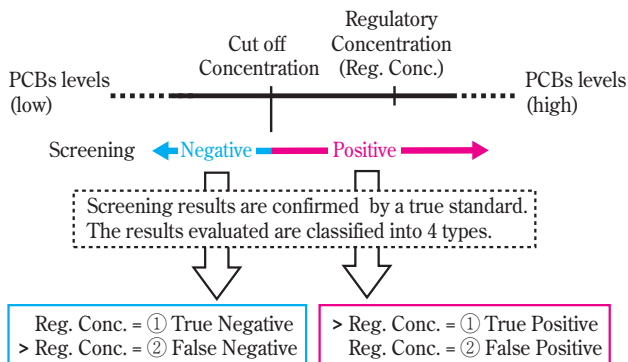 Regulatory
Cut off Concentration
Concentration (Reg. Conc.)
PCBs levels PCBs levels
(low) (high)
Screening Negative Positive
Screening results are confirmed by a true standard.
The results evaluated are classified into 4 types.
Reg. Conc. = ① True Negative
> Reg. Conc. = ② False Negative
> Reg. Conc. = ① True Positive
Reg. Conc. = ② False Positive